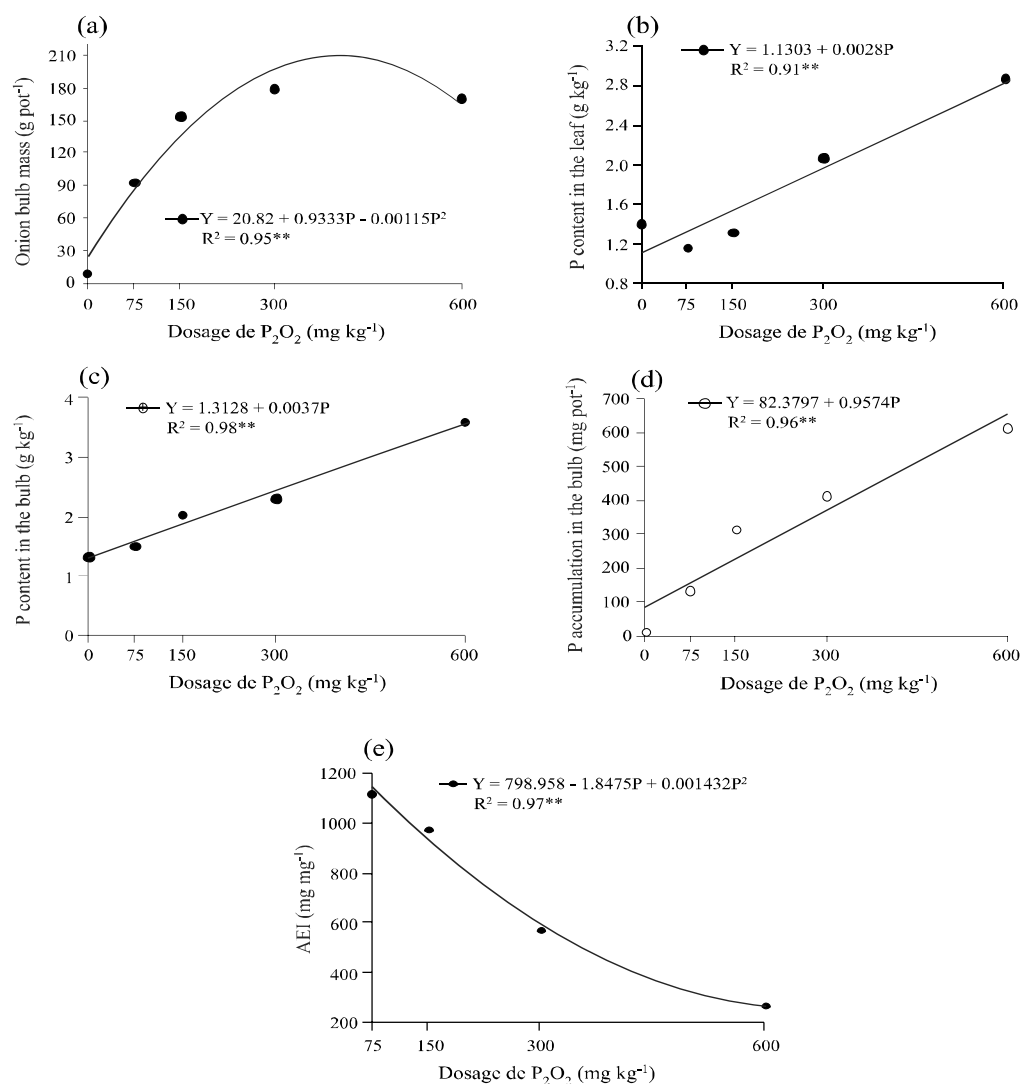 (a)
Onion bulb mass (g pot⁻¹)
210
180
150
120
90
60
30
0
Y = 20.82 + 0.9333P - 0.00115P²
R² = 0.95**
0 75 150 300 600
Dosage de P₂O₂ (mg kg⁻¹)
(b)
P content in the leaf (g kg⁻¹)
3.2
2.8
2.4
2.0
1.6
1.2
0.8
Y = 1.1303 + 0.0028P
R² = 0.91**
0 75 150 300 600
Dosage de P₂O₂ (mg kg⁻¹)
(c)
P content in the bulb (g kg⁻¹)
4
3
2
1
0
Y = 1.3128 + 0.0037P
R² = 0.98**
0 75 150 300 600
Dosage de P₂O₂ (mg kg⁻¹)
(d)
P accumulation in the bulb (mg pot⁻¹)
700
600
500
400
300
200
100
0
Y = 82.3797 + 0.9574P
R² = 0.96**
0 75 150 300 600
Dosage de P₂O₂ (mg kg⁻¹)
(e)
AEI (mg mg⁻¹)
1200
1000
800
600
400
200
Y = 798.958 - 1.8475P + 0.001432P²
R² = 0.97**
75 150 300 600
Dosage de P₂O₂ (mg kg⁻¹)